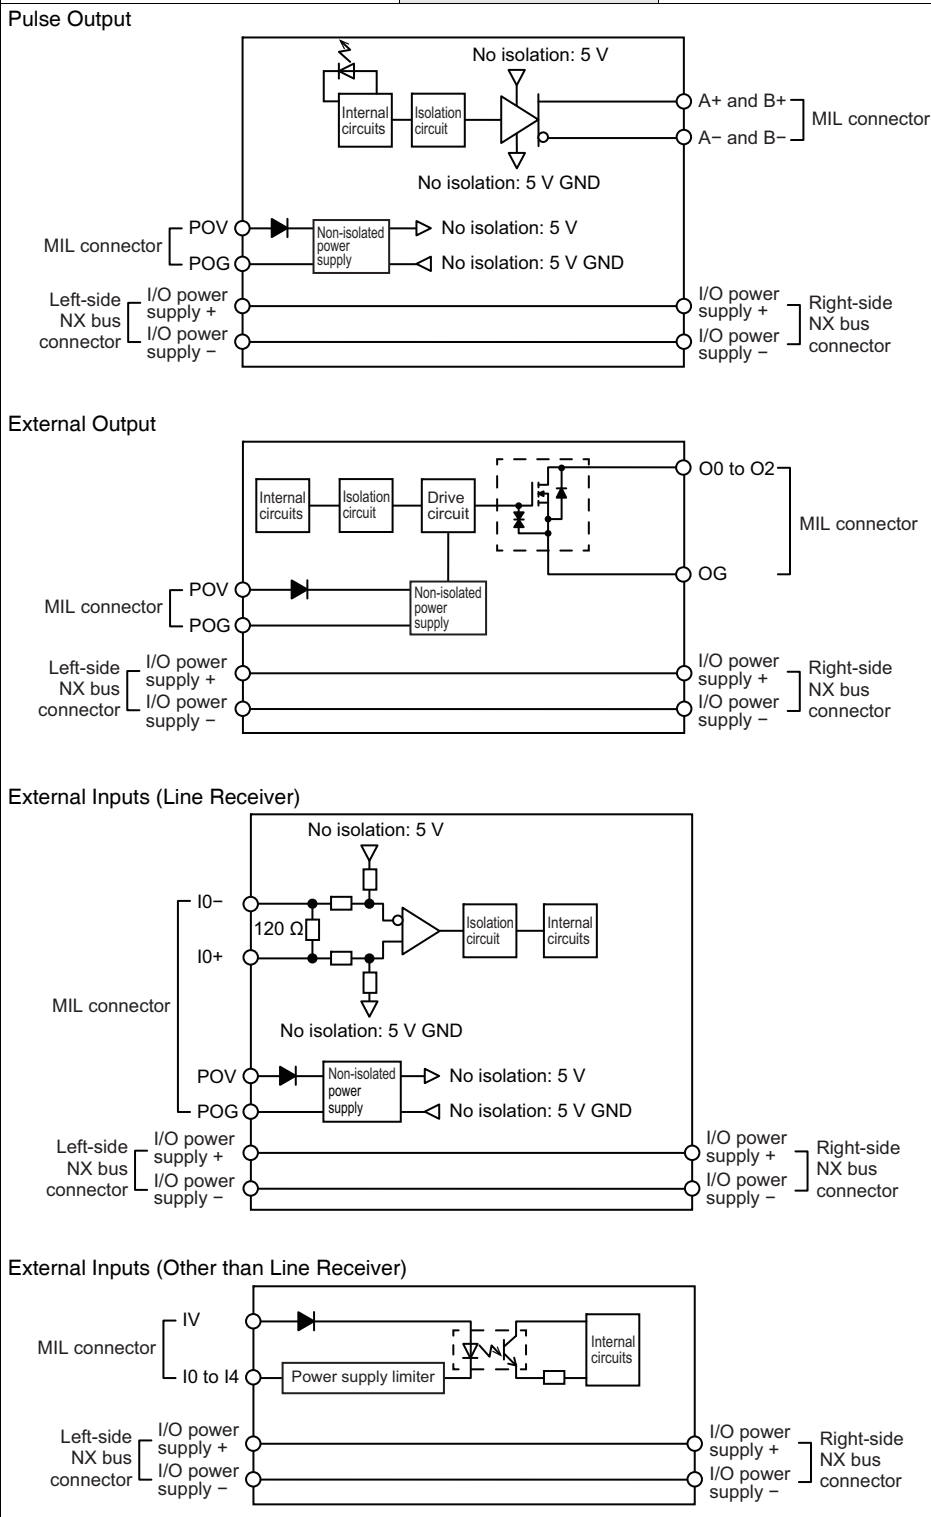 Pulse Output
No isolation: 5 V
Internal
circuits
Isolation
circuit
A+ and B+
A− and B−
MIL connector
No isolation: 5 V GND
MIL connector
POV
POG
Non-isolated
power
supply
No isolation: 5 V
No isolation: 5 V GND
Left-side
NX bus
connector
I/O power
supply +
I/O power
supply −
I/O power
supply +
I/O power
supply −
Right-side
NX bus
connector
External Output
Internal
circuits
Isolation
circuit
Drive
circuit
O0 to O2
MIL connector
OG
MIL connector
POV
POG
Non-isolated
power
supply
Left-side
NX bus
connector
I/O power
supply +
I/O power
supply −
I/O power
supply +
I/O power
supply −
Right-side
NX bus
connector
External Inputs (Line Receiver)
No isolation: 5 V
I0−
120 Ω
I0+
Isolation
circuit
Internal
circuits
MIL connector
No isolation: 5 V GND
POV
POG
Non-isolated
power
supply
No isolation: 5 V
No isolation: 5 V GND
Left-side
NX bus
connector
I/O power
supply +
I/O power
supply −
I/O power
supply +
I/O power
supply −
Right-side
NX bus
connector
External Inputs (Other than Line Receiver)
IV
MIL connector
I0 to I4
Power supply limiter
Internal
circuits
Left-side
NX bus
connector
I/O power
supply +
I/O power
supply −
I/O power
supply +
I/O power
supply −
Right-side
NX bus
connector